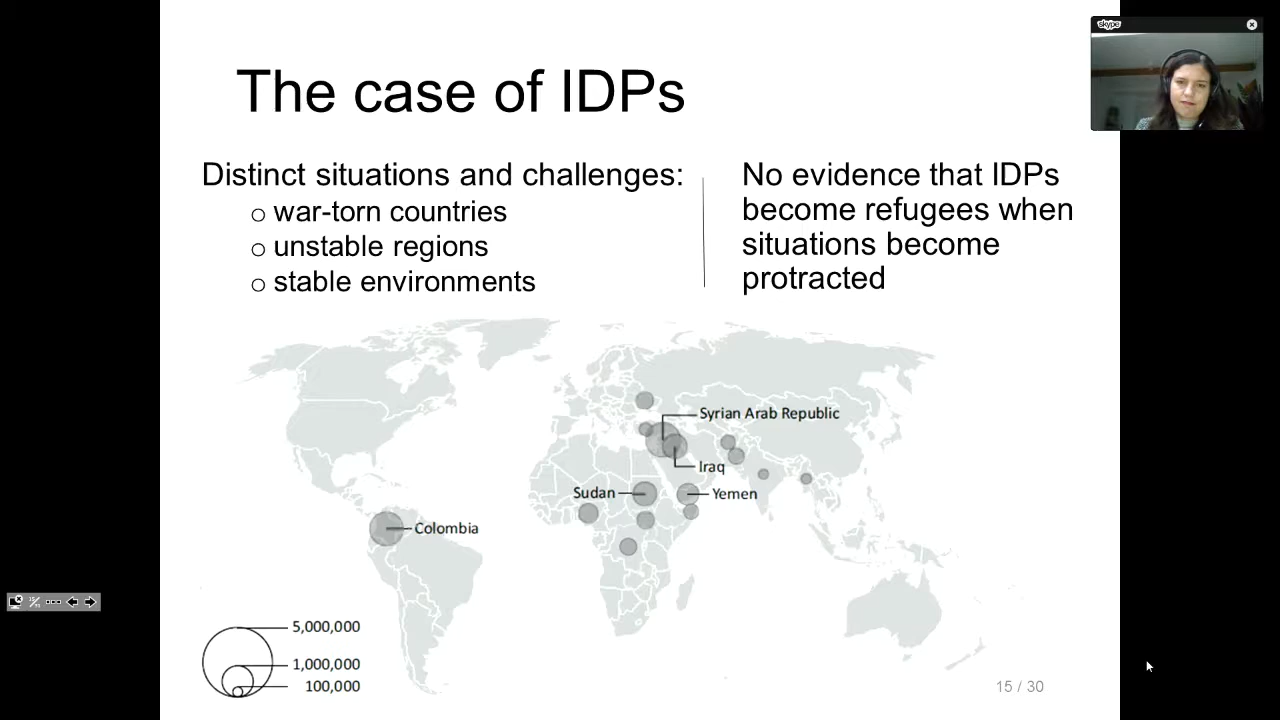 skype
The case of IDPs
Distinct situations and challenges:
o war-torn countries
o unstable regions
o stable environments
No evidence that IDPs
become refugees when
situations become
protracted
Syrian Arab Republic
Iraq
Sudan
Yemen
Colombia
5,000,000
1,000,000
100,000
15 / 30